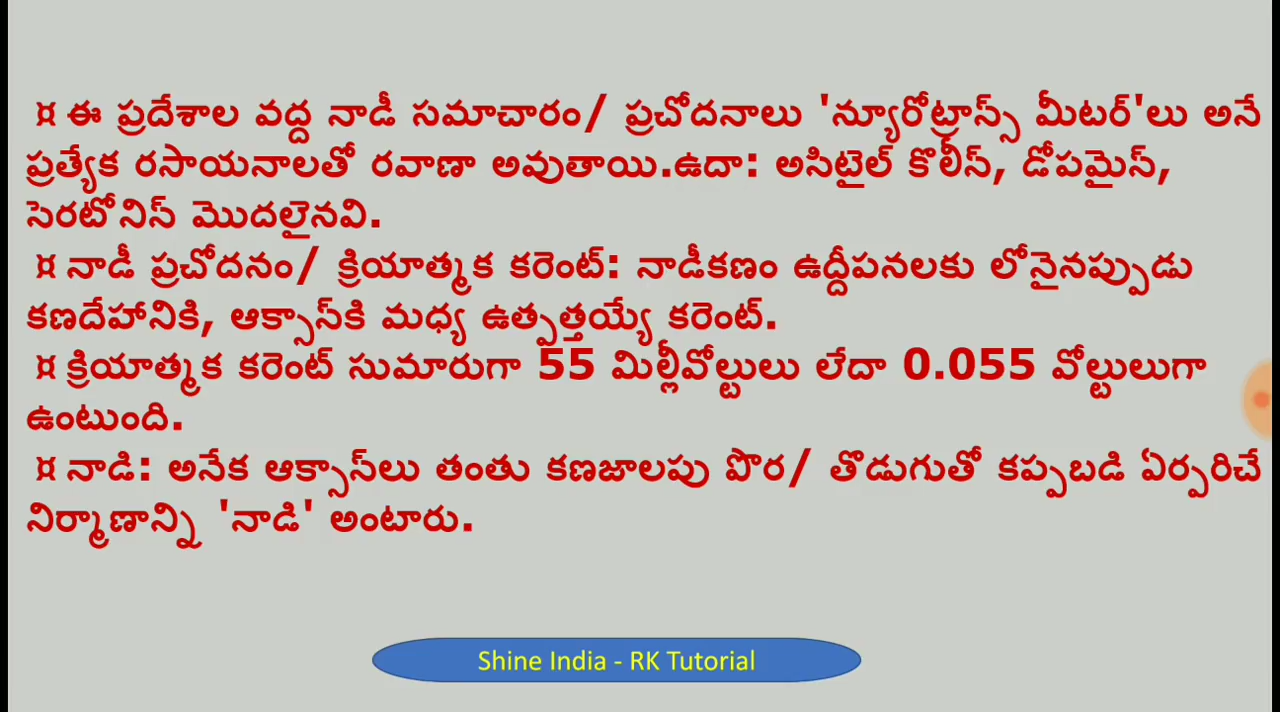 ¤ ఈ ప్రదేశాల వద్ద నాడీ సమాచారం/ ప్రచోదనాలు 'న్యూరోట్రాన్స్ మీటర్'లు అనే
ప్రత్యేక రసాయనాలతో రవాణా అవుతాయి.ఉదా: అసిటైల్ కొలీన్, డోపమైన్,
సెరటోనిన్ మొదలైనవి.
¤ నాడీ ప్రచోదనం/ క్రియాత్మక కరెంట్: నాడీకణం ఉద్దీపనలకు లోనైనప్పుడు
కణదేహానికి, ఆక్సాన్‌కి మధ్య ఉత్పత్తయ్యే కరెంట్.
¤ క్రియాత్మక కరెంట్ సుమారుగా 55 మిల్లీవోల్టులు లేదా 0.055 వోల్టులుగా
ఉంటుంది.
¤ నాడి: అనేక ఆక్సాన్‌లు తంతు కణజాలపు పొర/ తొడుగుతో కప్పబడి ఏర్పరిచే
నిర్మాణాన్ని 'నాడి' అంటారు.
Shine India - RK Tutorial